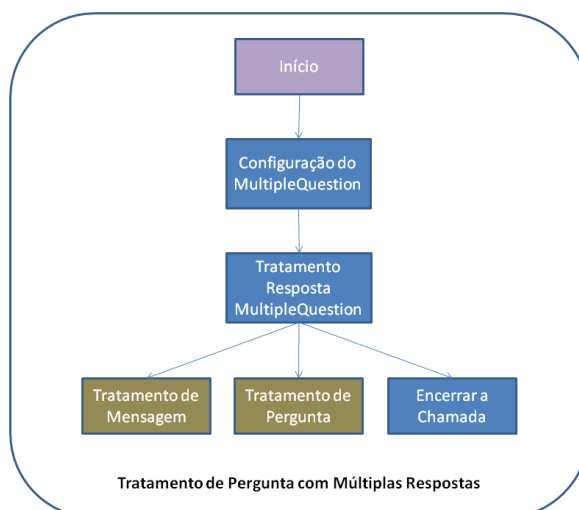 Início
Configuração do
MultipleQuestion
Tratamento
Resposta
MultipleQuestion
Tratamento de
Mensagem
Tratamento de
Pergunta
Encerrar a
Chamada
Tratamento de Pergunta com Múltiplas Respostas